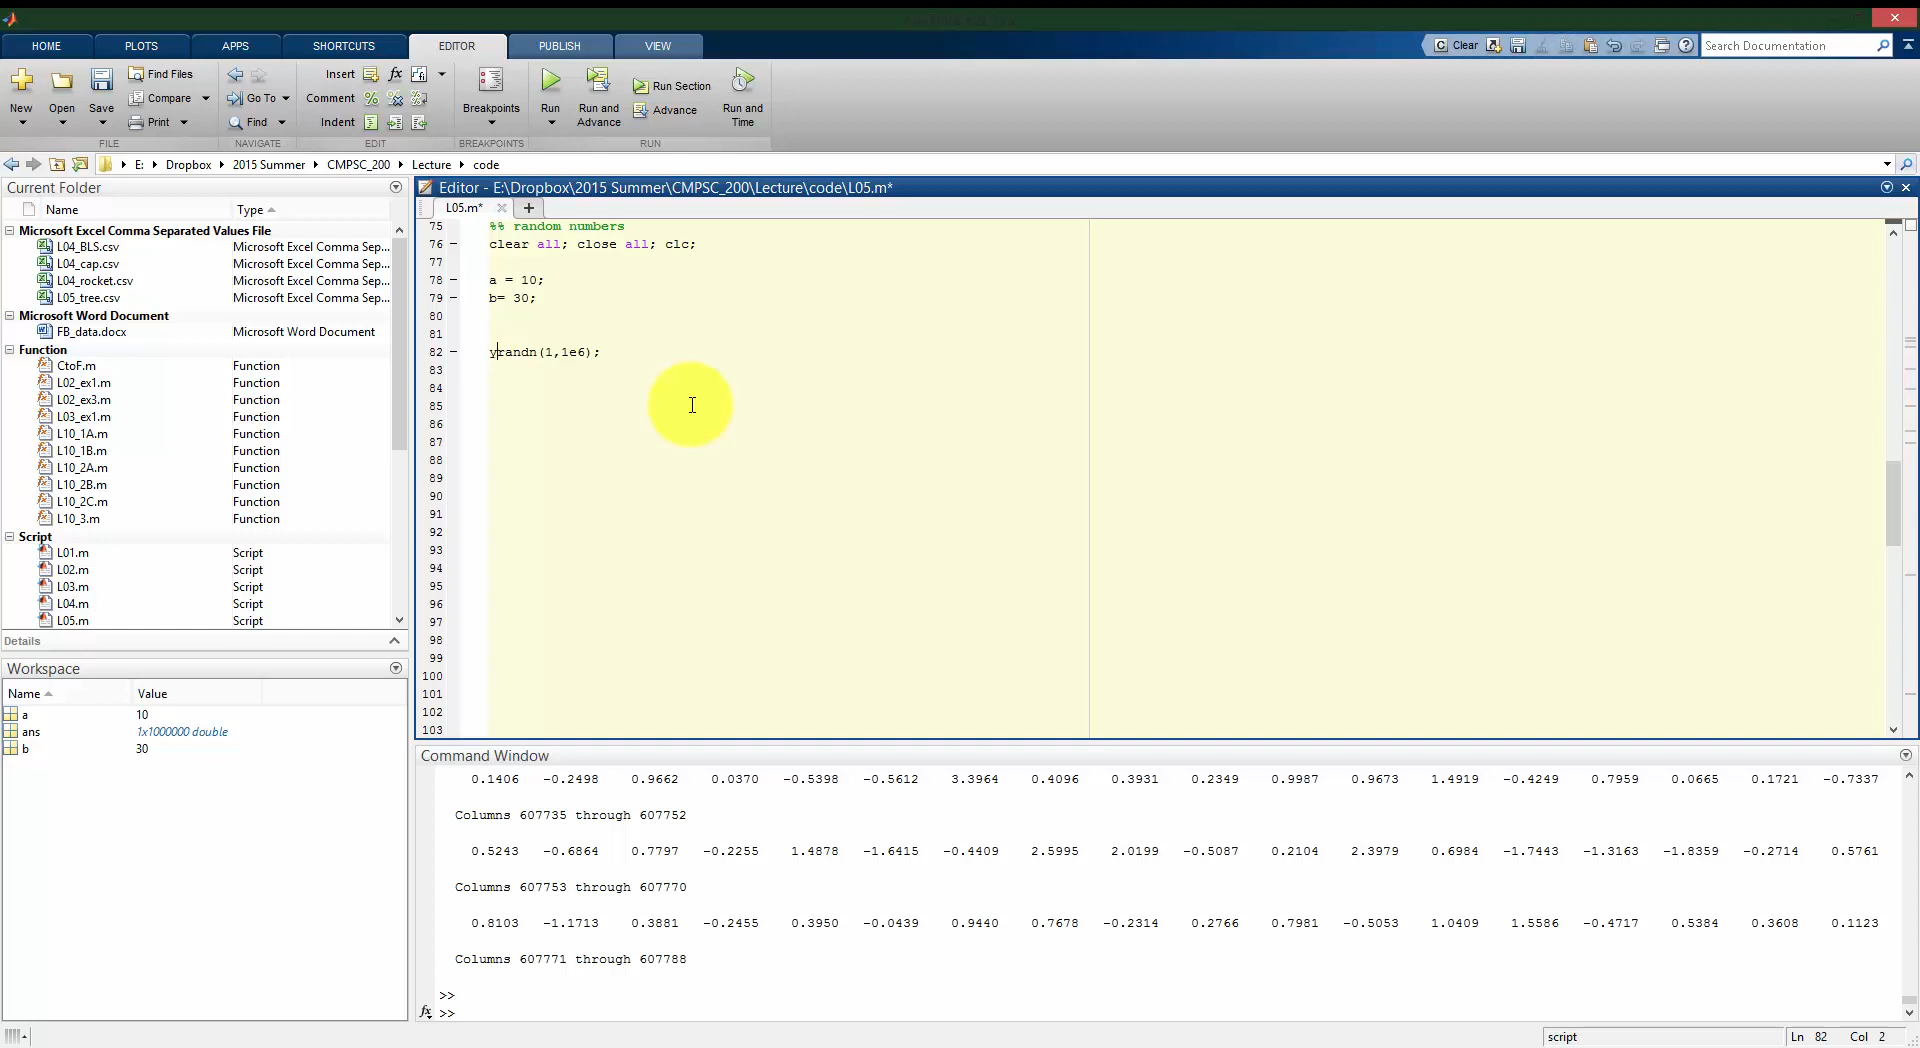 HOME PLOTS APPS SHORTCUTS EDITOR PUBLISH VIEW Clear Search Documentation
New Open Save Find Files Compare Print
Go To Find
Insert fx
Comment
Indent
Breakpoints Run Run and Advance Run Section Advance Run and Time
FILE NAVIGATE EDIT BREAKPOINTS RUN
E: Dropbox 2015 Summer CMPSC_200 Lecture code
Current Folder
Name Type
Microsoft Excel Comma Separated Values File
L04_BLS.csv Microsoft Excel Comma Sep...
L04_cap.csv Microsoft Excel Comma Sep...
L04_rocket.csv Microsoft Excel Comma Sep...
L05_tree.csv Microsoft Excel Comma Sep...
Microsoft Word Document
FB_data.docx Microsoft Word Document
Function
CtoF.m Function
L02_ex1.m Function
L02_ex3.m Function
L03_ex1.m Function
L10_1A.m Function
L10_1B.m Function
L10_2A.m Function
L10_2B.m Function
L10_2C.m Function
L10_3.m Function
Script
L01.m Script
L02.m Script
L03.m Script
L04.m Script
L05.m Script
Details
Workspace
Name Value
a 10
ans 1x1000000 double
b 30
Editor - E:\Dropbox\2015 Summer\CMPSC_200\Lecture\code\L05.m*
L05.m*
75 %% random numbers
76 clear all; close all; clc;
77
78 a = 10;
79 b= 30;
80
81
82 yrandn(1,1e6);
83
84
85
86
87
88
89
90
91
92
93
94
95
96
97
98
99
100
101
102
103
Command Window
0.1406 -0.2498 0.9662 0.0370 -0.5398 -0.5612 3.3964 0.4096 0.3931 0.2349 0.9987 0.9673 1.4919 -0.4249 0.7959 0.0665 0.1721 -0.7337
Columns 607735 through 607752
0.5243 -0.6864 0.7797 -0.2255 1.4878 -1.6415 -0.4409 2.5995 2.0199 -0.5087 0.2104 2.3979 0.6984 -1.7443 -1.3163 -1.8359 -0.2714 0.5761
Columns 607753 through 607770
0.8103 -1.1713 0.3881 -0.2455 0.3950 -0.0439 0.9440 0.7678 -0.2314 0.2766 0.7981 -0.5053 1.0409 1.5586 -0.4717 0.5384 0.3608 0.1123
Columns 607771 through 607788
>>
fx >>
script Ln 82 Col 2